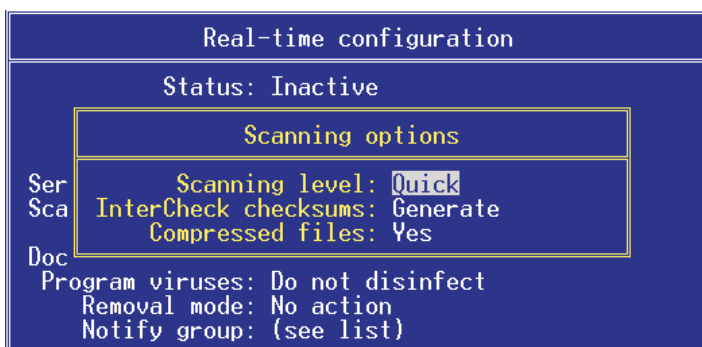 Real-time configuration
Status: Inactive
Scanning options
Ser Scanning level: Quick
Sca InterCheck checksums: Generate
Compressed files: Yes
Doc
Program viruses: Do not disinfect
Removal mode: No action
Notify group: (see list)